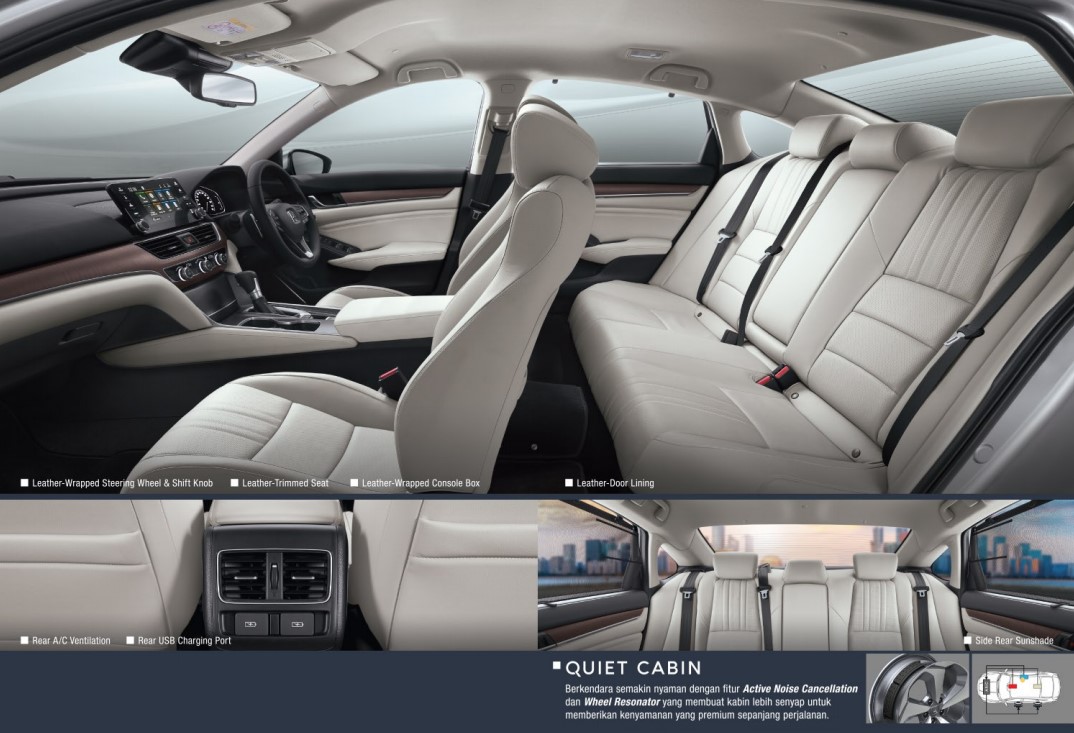 Leather-Wrapped Steering Wheel & Shift Knob
Leather-Trimmed Seat
Leather-Wrapped Console Box
Leather-Door Lining
Rear A/C Ventilation
Rear USB Charging Port
Side Rear Sunshade
QUIET CABIN
Berkendara semakin nyaman dengan fitur Active Noise Cancellation
dan Wheel Resonator yang membuat kabin lebih senyap untuk
memberikan kenyamanan yang premium sepanjang perjalanan.